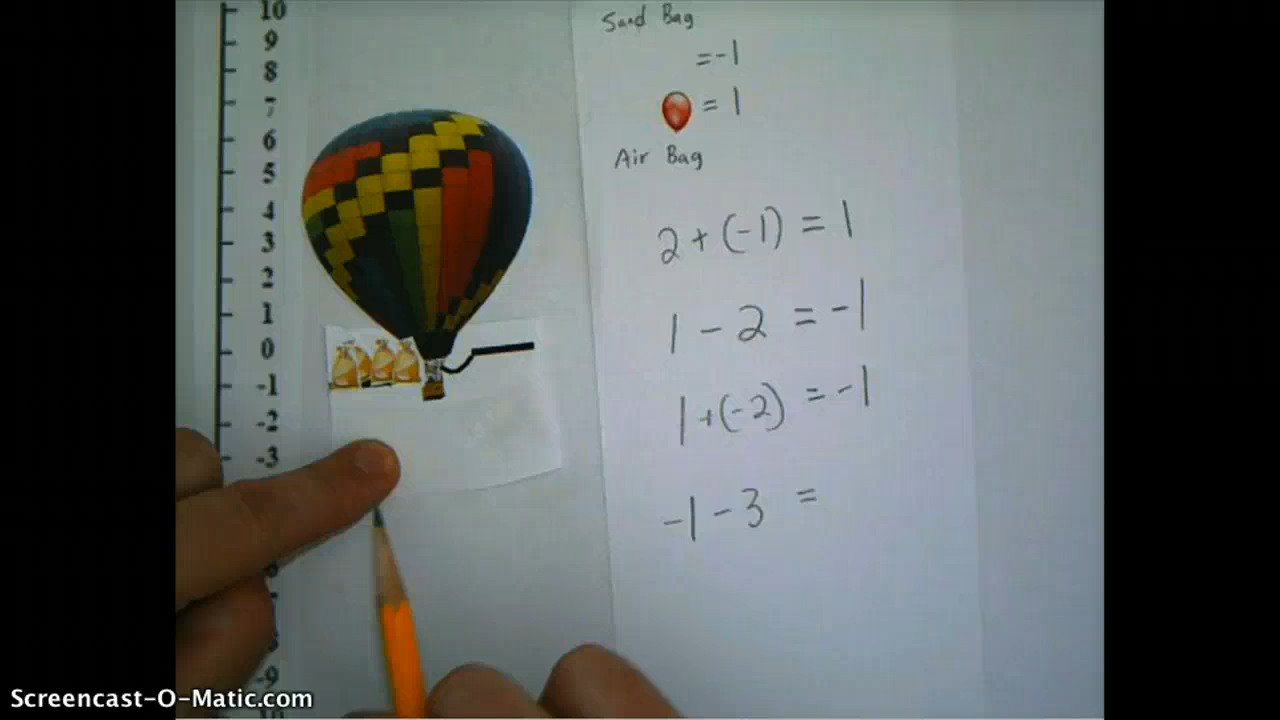 10
9
8
7
6
5
4
3
2
1
0
-1
-2
-3
-9
Sand Bag
=-1
= 1
Air Bag
2+(-1) = 1
1 - 2 = -1
1+(-2) = -1
-1 - 3 =
Screencast-O-Matic.com